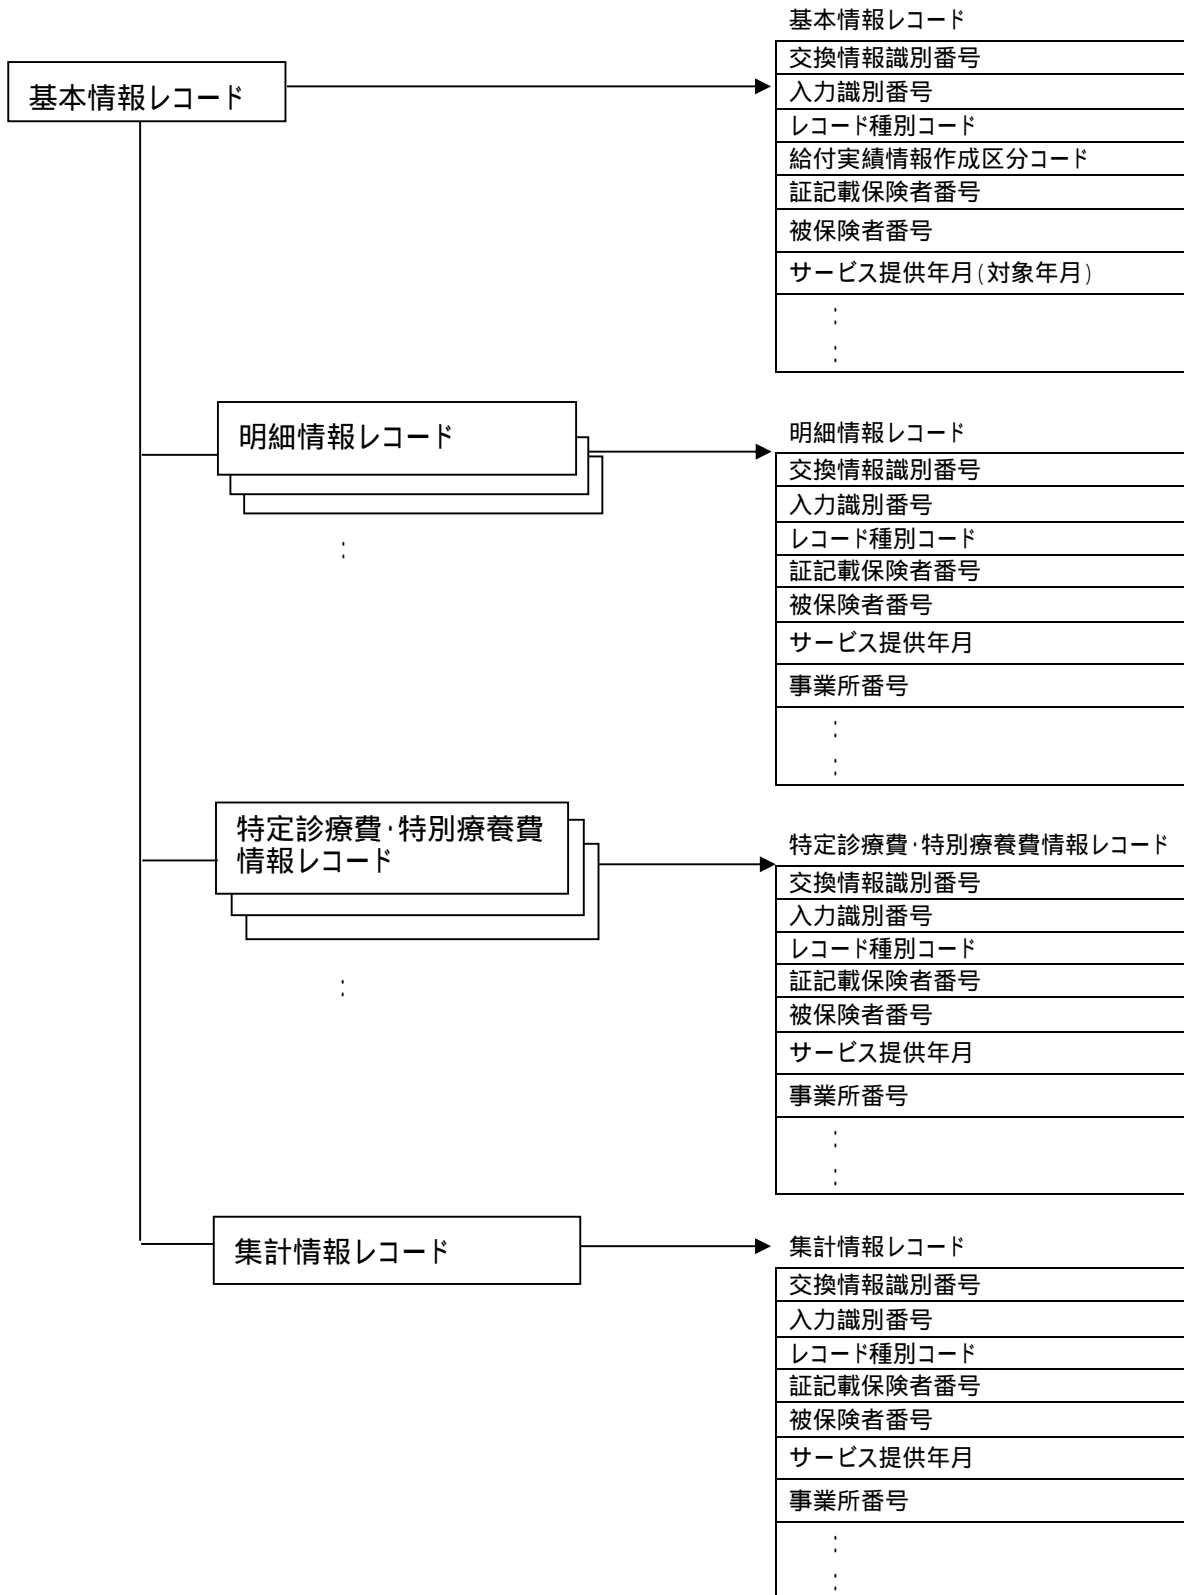 基本情報レコード
基本情報レコード
交換情報識別番号
入力識別番号
レコード種別コード
給付実績情報作成区分コード
証記載保険者番号
被保険者番号
サービス提供年月(対象年月)
:
:
明細情報レコード
:
明細情報レコード
交換情報識別番号
入力識別番号
レコード種別コード
証記載保険者番号
被保険者番号
サービス提供年月
事業所番号
:
:
特定診療費・特別療養費
情報レコード
:
特定診療費・特別療養費情報レコード
交換情報識別番号
入力識別番号
レコード種別コード
証記載保険者番号
被保険者番号
サービス提供年月
事業所番号
:
:
集計情報レコード
集計情報レコード
交換情報識別番号
入力識別番号
レコード種別コード
証記載保険者番号
被保険者番号
サービス提供年月
事業所番号
:
: